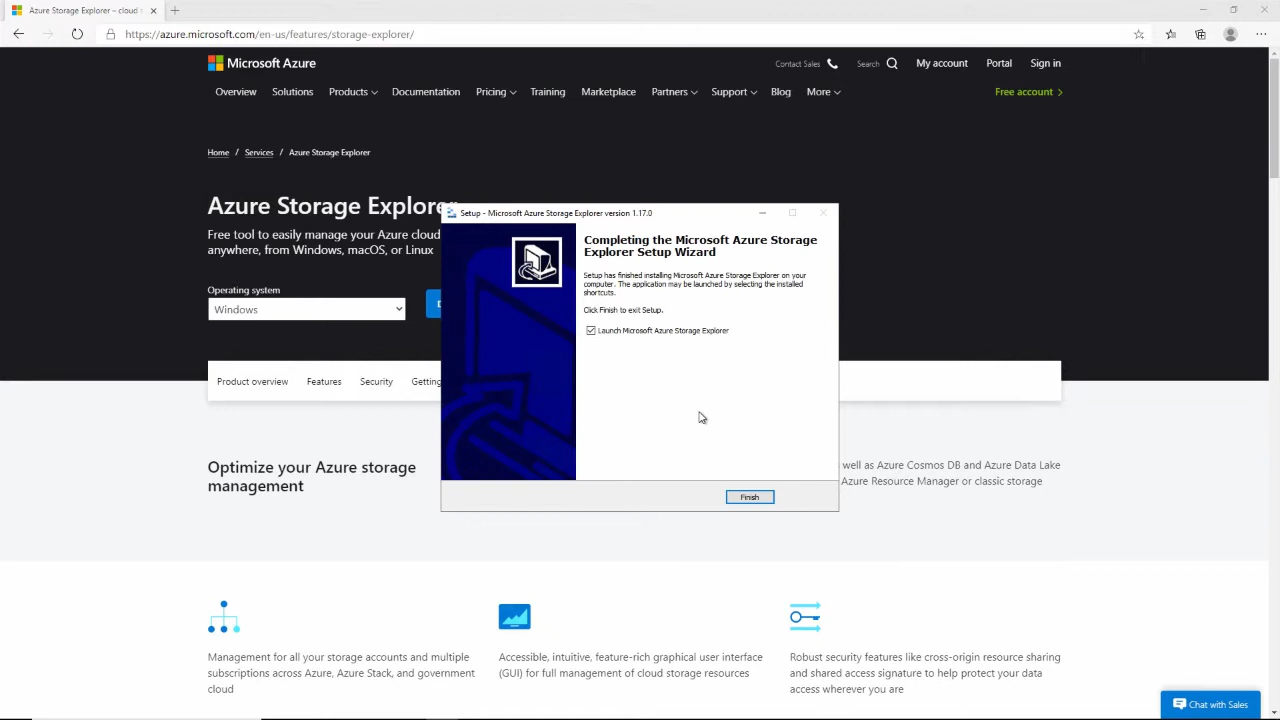 Azure Storage Explorer – cloud s
https://azure.microsoft.com/en-us/features/storage-explorer/
Microsoft Azure
Contact Sales
Search
My account
Portal
Sign in
Overview
Solutions
Products
Documentation
Pricing
Training
Marketplace
Partners
Support
Blog
More
Free account
Home / Services / Azure Storage Explorer
Azure Storage Explorer
Free tool to easily manage your Azure cloud
anywhere, from Windows, macOS, or Linux
Operating system
Windows
D
Setup - Microsoft Azure Storage Explorer version 1.17.0
Completing the Microsoft Azure Storage
Explorer Setup Wizard
Setup has finished installing Microsoft Azure Storage Explorer on your
computer. The application may be launched by selecting the installed
shortcuts.
Click Finish to exit Setup.
Launch Microsoft Azure Storage Explorer
Finish
Product overview
Features
Security
Getting
Optimize your Azure storage
management
well as Azure Cosmos DB and Azure Data Lake
Azure Resource Manager or classic storage
Management for all your storage accounts and multiple
subscriptions across Azure, Azure Stack, and government
cloud
Accessible, intuitive, feature-rich graphical user interface
(GUI) for full management of cloud storage resources
Robust security features like cross-origin resource sharing
and shared access signature to help protect your data
access wherever you are
Chat with Sales